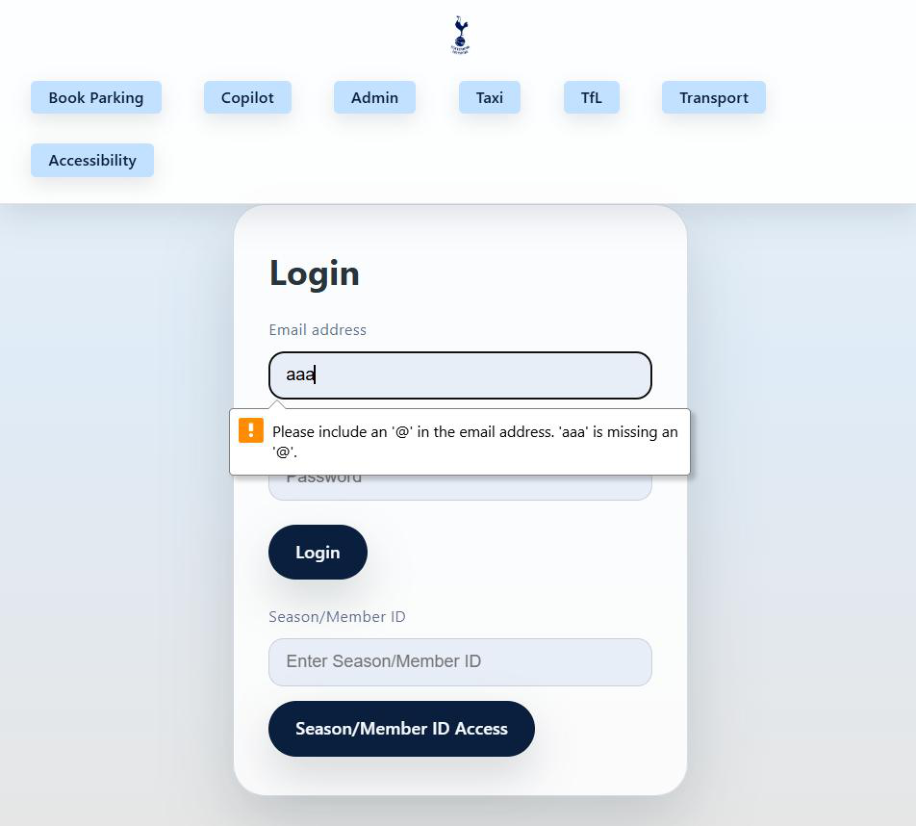 Book Parking
Copilot
Admin
Taxi
TfL
Transport
Accessibility
Login
Email address
aaa
Please include an '@' in the email address. 'aaa' is missing an
'@'.
Password
Login
Season/Member ID
Enter Season/Member ID
Season/Member ID Access